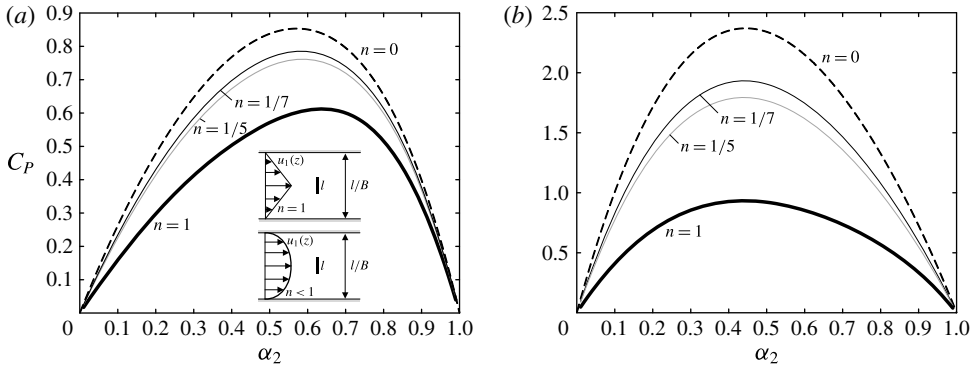 (a)
0.9
0.8
0.7
0.6
0.5
0.4
0.3
0.2
0.1
0
C_P
n = 0
n = 1/7
n = 1/5
n = 1
u₁(z)
l
l/B
n = 1
u₁(z)
l
l/B
n < 1
0.1 0.2 0.3 0.4 0.5 0.6 0.7 0.8 0.9 1.0
α₂
(b)
2.5
2.0
1.5
1.0
0.5
0
n = 0
n = 1/7
n = 1/5
n = 1
0.1 0.2 0.3 0.4 0.5 0.6 0.7 0.8 0.9 1.0
α₂